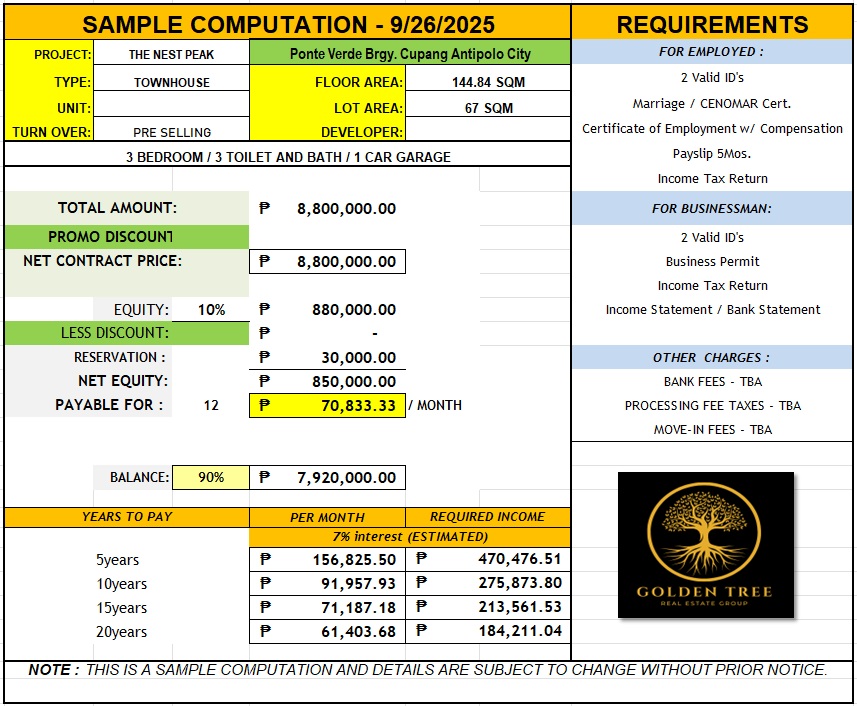 SAMPLE COMPUTATION - 9/26/2025
PROJECT: THE NEST PEAK Ponte Verde Brgy. Cupang Antipolo City
TYPE: TOWNHOUSE FLOOR AREA: 144.84 SQM
UNIT: LOT AREA: 67 SQM
TURN OVER: PRE SELLING DEVELOPER:
3 BEDROOM / 3 TOILET AND BATH / 1 CAR GARAGE
TOTAL AMOUNT: ₱ 8,800,000.00
PROMO DISCOUNT
NET CONTRACT PRICE: ₱ 8,800,000.00
EQUITY: 10% ₱ 880,000.00
LESS DISCOUNT: ₱ -
RESERVATION : ₱ 30,000.00
NET EQUITY: ₱ 850,000.00
PAYABLE FOR : 12 ₱ 70,833.33 / MONTH
BALANCE: 90% ₱ 7,920,000.00
YEARS TO PAY PER MONTH REQUIRED INCOME
7% interest (ESTIMATED)
5years ₱ 156,825.50 ₱ 470,476.51
10years ₱ 91,957.93 ₱ 275,873.80
15years ₱ 71,187.18 ₱ 213,561.53
20years ₱ 61,403.68 ₱ 184,211.04
REQUIREMENTS
FOR EMPLOYED :
2 Valid ID's
Marriage / CENOMAR Cert.
Certificate of Employment w/ Compensation
Payslip 5Mos.
Income Tax Return
FOR BUSINESSMAN:
2 Valid ID's
Business Permit
Income Tax Return
Income Statement / Bank Statement
OTHER CHARGES :
BANK FEES - TBA
PROCESSING FEE TAXES - TBA
MOVE-IN FEES - TBA
GOLDEN TREE
REAL ESTATE GROUP
NOTE : THIS IS A SAMPLE COMPUTATION AND DETAILS ARE SUBJECT TO CHANGE WITHOUT PRIOR NOTICE.